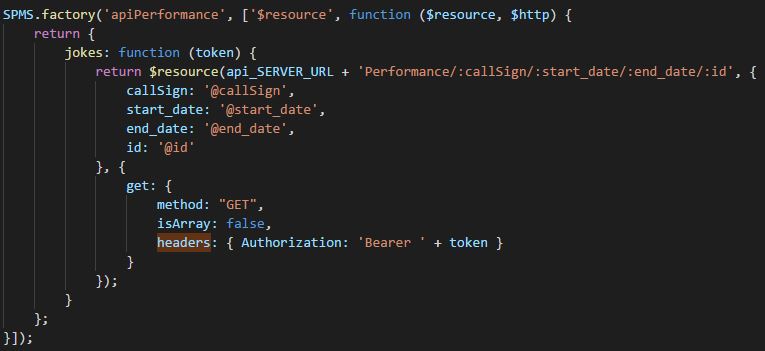 SPMS.factory('apiPerformance', ['$resource', function ($resource, $http) {
    return {
        jokes: function (token) {
            return $resource(api_SERVER_URL + 'Performance/:callSign/:start_date/:end_date/:id', {
                callSign: '@callSign',
                start_date: '@start_date',
                end_date: '@end_date',
                id: '@id'
            }, {
                get: {
                    method: "GET",
                    isArray: false,
                    headers: { Authorization: 'Bearer ' + token }
                }
            });
        }
    };
}]);